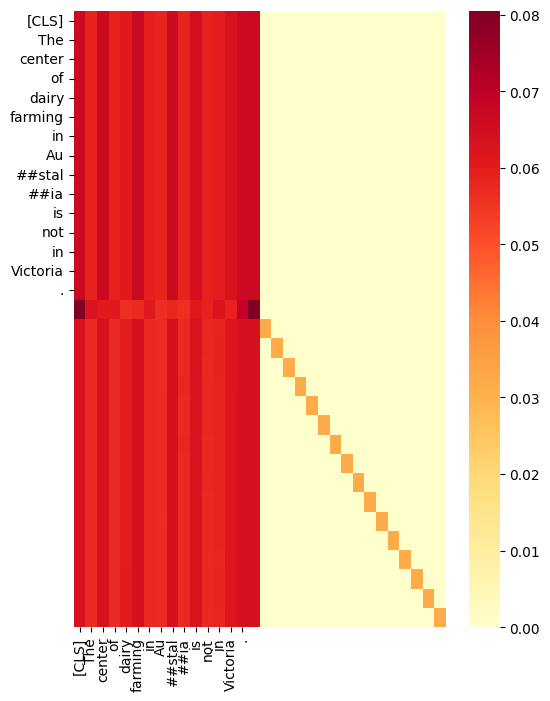 [CLS]
The
center
of
dairy
farming
in
Au
##stal
##ia
is
not
in
Victoria
.
0.08
0.07
0.06
0.05
0.04
0.03
0.02
0.01
0.00
[CLS]
The
center
of
dairy
farming
in
Au
##stal
##ia
is
not
in
Victoria
.